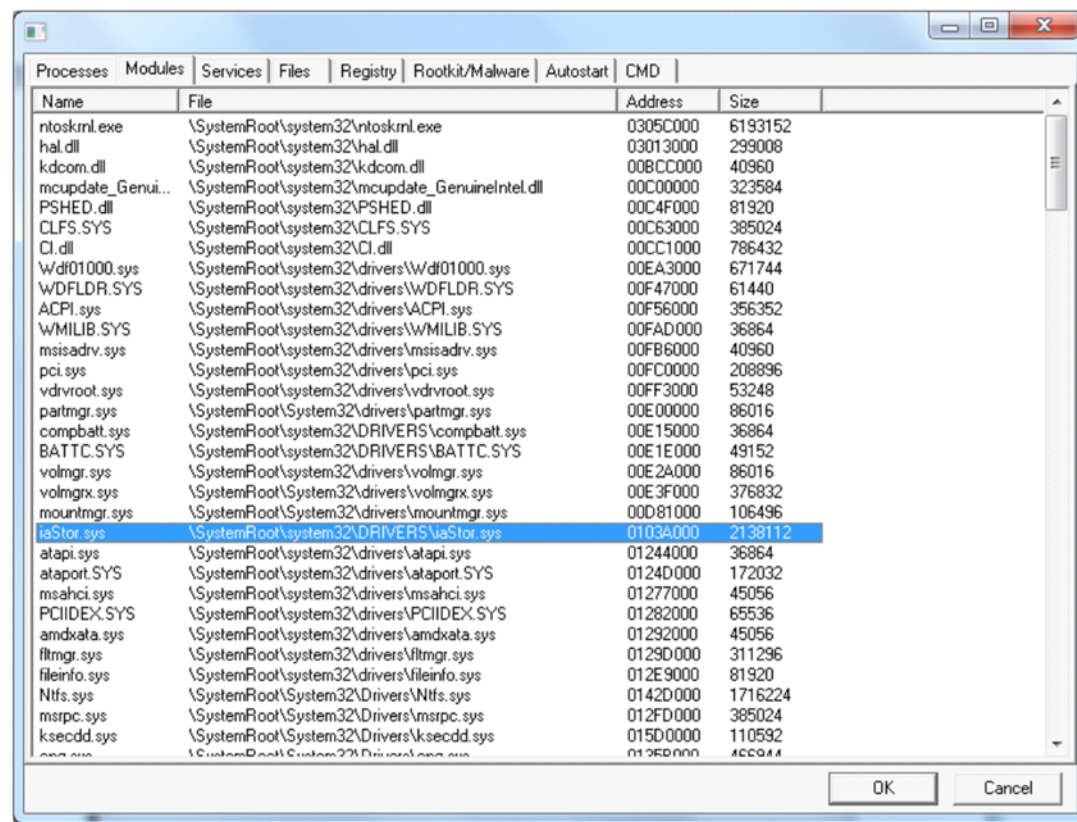 Processes Modules Services Files Registry Rootkit/Malware Autostart CMD
Name File Address Size
ntoskrnl.exe \SystemRoot\system32\ntoskrnl.exe 0305C000 6193152
hal.dll \SystemRoot\system32\hal.dll 03013000 299008
kdcom.dll \SystemRoot\system32\kdcom.dll 00BCC000 40960
mcupdate_Genui... \SystemRoot\system32\mcupdate_GenuineIntel.dll 00C00000 323584
PSHED.dll \SystemRoot\system32\PSHED.dll 00C4F000 81920
CLFS.SYS \SystemRoot\system32\CLFS.SYS 00C63000 385024
CI.dll \SystemRoot\system32\CI.dll 00CC1000 786432
Wdf01000.sys \SystemRoot\system32\drivers\Wdf01000.sys 00EA3000 671744
WDFLDR.SYS \SystemRoot\system32\drivers\WDFLDR.SYS 00F47000 61440
ACPI.sys \SystemRoot\system32\drivers\ACPI.sys 00F56000 356352
WMILIB.SYS \SystemRoot\system32\drivers\WMILIB.SYS 00FAD000 36864
msisadrv.sys \SystemRoot\system32\drivers\msisadrv.sys 00FB6000 40960
pci.sys \SystemRoot\system32\drivers\pci.sys 00FC0000 208896
vdrvroot.sys \SystemRoot\system32\drivers\vdrvroot.sys 00FF3000 53248
partmgr.sys \SystemRoot\System32\drivers\partmgr.sys 00E00000 86016
compbatt.sys \SystemRoot\system32\DRIVERS\compbatt.sys 00E15000 36864
BATTC.SYS \SystemRoot\system32\DRIVERS\BATTC.SYS 00E1E000 49152
volmgr.sys \SystemRoot\system32\drivers\volmgr.sys 00E2A000 86016
volmgrx.sys \SystemRoot\System32\drivers\volmgrx.sys 00E3F000 376832
mountmgr.sys \SystemRoot\System32\drivers\mountmgr.sys 00D81000 106496
iaStor.sys \SystemRoot\system32\DRIVERS\iaStor.sys 0103A000 2138112
atapi.sys \SystemRoot\system32\drivers\atapi.sys 01244000 36864
ataport.SYS \SystemRoot\system32\drivers\ataport.SYS 0124D000 172032
msahci.sys \SystemRoot\system32\drivers\msahci.sys 01277000 45056
PCIIDEX.SYS \SystemRoot\system32\drivers\PCIIDEX.SYS 01282000 65536
amdxata.sys \SystemRoot\system32\drivers\amdxata.sys 01292000 45056
fltmgr.sys \SystemRoot\system32\drivers\fltmgr.sys 0129D000 311296
fileinfo.sys \SystemRoot\system32\drivers\fileinfo.sys 012E9000 81920
Ntfs.sys \SystemRoot\System32\Drivers\Ntfs.sys 0142D000 1716224
msrpc.sys \SystemRoot\System32\Drivers\msrpc.sys 012FD000 385024
ksecdd.sys \SystemRoot\System32\Drivers\ksecdd.sys 015D0000 110592
OK Cancel